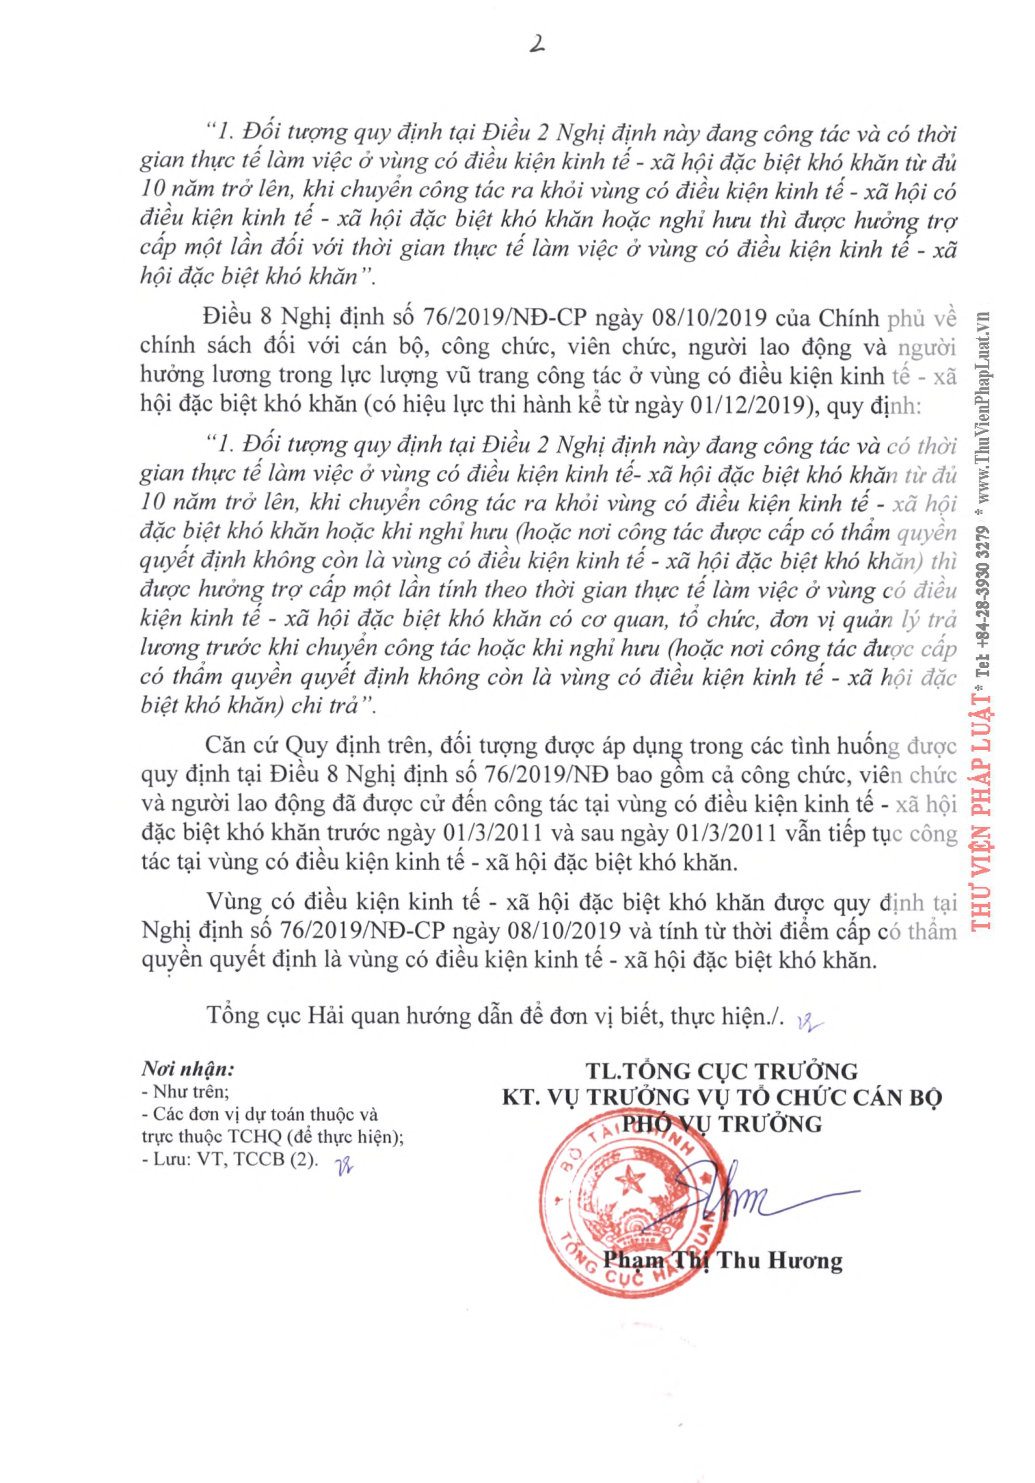 2
“1. Đối tượng quy định tại Điều 2 Nghị định này đang công tác và có thời
gian thực tế làm việc ở vùng có điều kiện kinh tế - xã hội đặc biệt khó khăn từ đủ
10 năm trở lên, khi chuyển công tác ra khỏi vùng có điều kiện kinh tế - xã hội có
điều kiện kinh tế - xã hội đặc biệt khó khăn hoặc nghỉ hưu thì được hưởng trợ
cấp một lần đối với thời gian thực tế làm việc ở vùng có điều kiện kinh tế - xã
hội đặc biệt khó khăn”.
Điều 8 Nghị định số 76/2019/NĐ-CP ngày 08/10/2019 của Chính phủ về
chính sách đối với cán bộ, công chức, viên chức, người lao động và người
hưởng lương trong lực lượng vũ trang công tác ở vùng có điều kiện kinh tế - xã
hội đặc biệt khó khăn (có hiệu lực thi hành kể từ ngày 01/12/2019), quy định:
“1. Đối tượng quy định tại Điều 2 Nghị định này đang công tác và có thời
gian thực tế làm việc ở vùng có điều kiện kinh tế- xã hội đặc biệt khó khăn từ đủ
10 năm trở lên, khi chuyển công tác ra khỏi vùng có điều kiện kinh tế - xã hội
đặc biệt khó khăn hoặc khi nghỉ hưu (hoặc nơi công tác được cấp có thẩm quyền
quyết định không còn là vùng có điều kiện kinh tế - xã hội đặc biệt khó khăn) thì
được hưởng trợ cấp một lần tính theo thời gian thực tế làm việc ở vùng có điều
kiện kinh tế - xã hội đặc biệt khó khăn có cơ quan, tổ chức, đơn vị quản lý trả
lương trước khi chuyển công tác hoặc khi nghỉ hưu (hoặc nơi công tác được cấp
có thẩm quyền quyết định không còn là vùng có điều kiện kinh tế - xã hội đặc
biệt khó khăn) chi trả”.
Căn cứ Quy định trên, đối tượng được áp dụng trong các tình huống được
quy định tại Điều 8 Nghị định số 76/2019/NĐ bao gồm cả công chức, viên chức
và người lao động đã được cử đến công tác tại vùng có điều kiện kinh tế - xã hội
đặc biệt khó khăn trước ngày 01/3/2011 và sau ngày 01/3/2011 vẫn tiếp tục công
tác tại vùng có điều kiện kinh tế - xã hội đặc biệt khó khăn.
Vùng có điều kiện kinh tế - xã hội đặc biệt khó khăn được quy định tại
Nghị định số 76/2019/NĐ-CP ngày 08/10/2019 và tính từ thời điểm cấp có thẩm
quyền quyết định là vùng có điều kiện kinh tế - xã hội đặc biệt khó khăn.
Tổng cục Hải quan hướng dẫn để đơn vị biết, thực hiện./.
Nơi nhận:
- Như trên;
- Các đơn vị dự toán thuộc và
trực thuộc TCHQ (để thực hiện);
- Lưu: VT, TCCB (2).
TL.TỔNG CỤC TRƯỞNG
KT. VỤ TRƯỞNG VỤ TỔ CHỨC CÁN BỘ
PHÓ VỤ TRƯỞNG
BỘ TÀI CHÍNH
TỔNG CỤC HẢI QUAN
Phạm Thị Thu Hương
THƯ VIỆN PHÁP LUẬT * Tel: +84-28-3930 3279 * www.ThuVienPhapLuat.vn